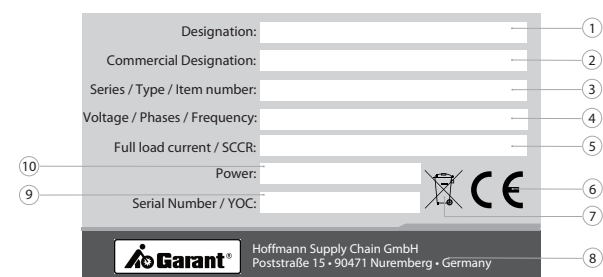 Designation: 1
Commercial Designation: 2
Series / Type / Item number: 3
Voltage / Phases / Frequency: 4
Full load current / SCCR: 5
10 Power:
9 Serial Number / YOC:
CE 6
7
Garant®
Hoffmann Supply Chain GmbH
Poststraße 15 • 90471 Nuremberg • Germany 8